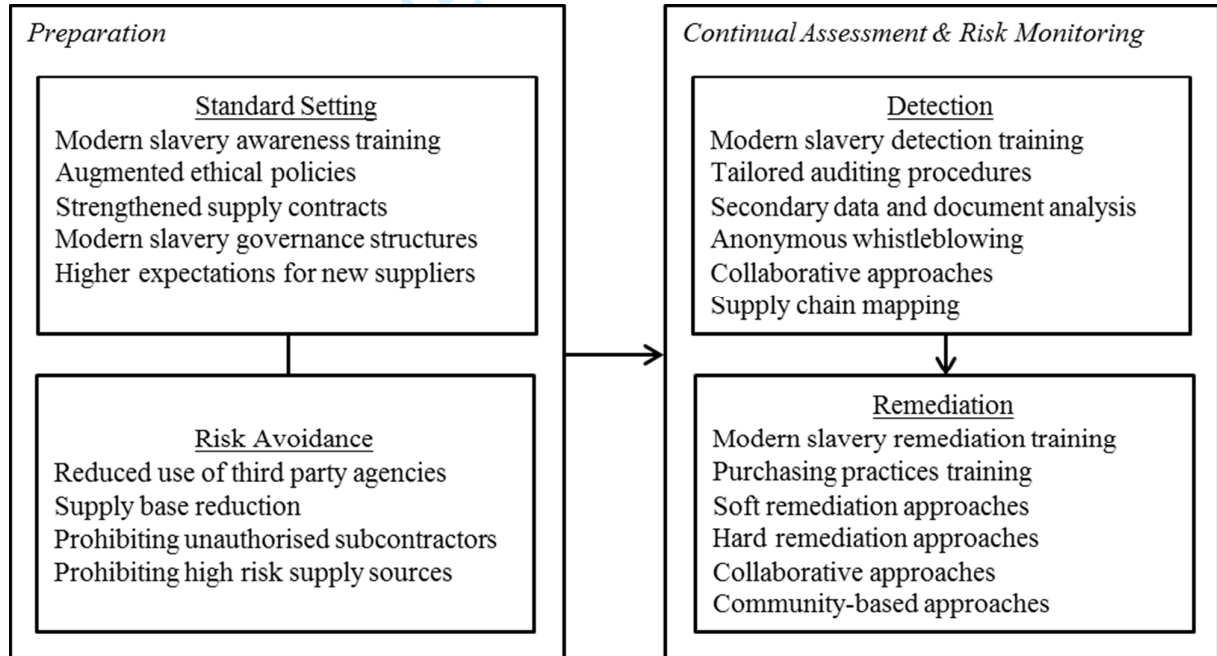 Preparation
Standard Setting
Modern slavery awareness training
Augmented ethical policies
Strengthened supply contracts
Modern slavery governance structures
Higher expectations for new suppliers
Risk Avoidance
Reduced use of third party agencies
Supply base reduction
Prohibiting unauthorised subcontractors
Prohibiting high risk supply sources
Continual Assessment & Risk Monitoring
Detection
Modern slavery detection training
Tailored auditing procedures
Secondary data and document analysis
Anonymous whistleblowing
Collaborative approaches
Supply chain mapping
Remediation
Modern slavery remediation training
Purchasing practices training
Soft remediation approaches
Hard remediation approaches
Collaborative approaches
Community-based approaches